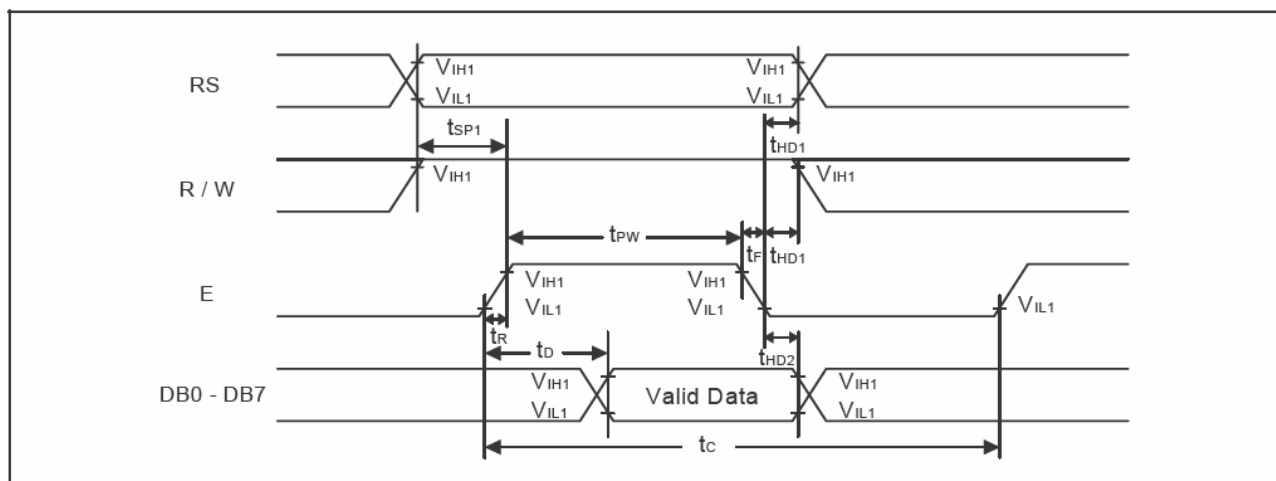 RS
VIH1
VIL1
VIH1
VIL1
tSP1
tHD1
R / W
VIH1
VIH1
tPW
tF
tHD1
E
VIH1
VIL1
VIH1
VIL1
VIL1
tR
tD
tHD2
DB0 - DB7
VIH1
VIL1
Valid Data
VIH1
VIL1
tC